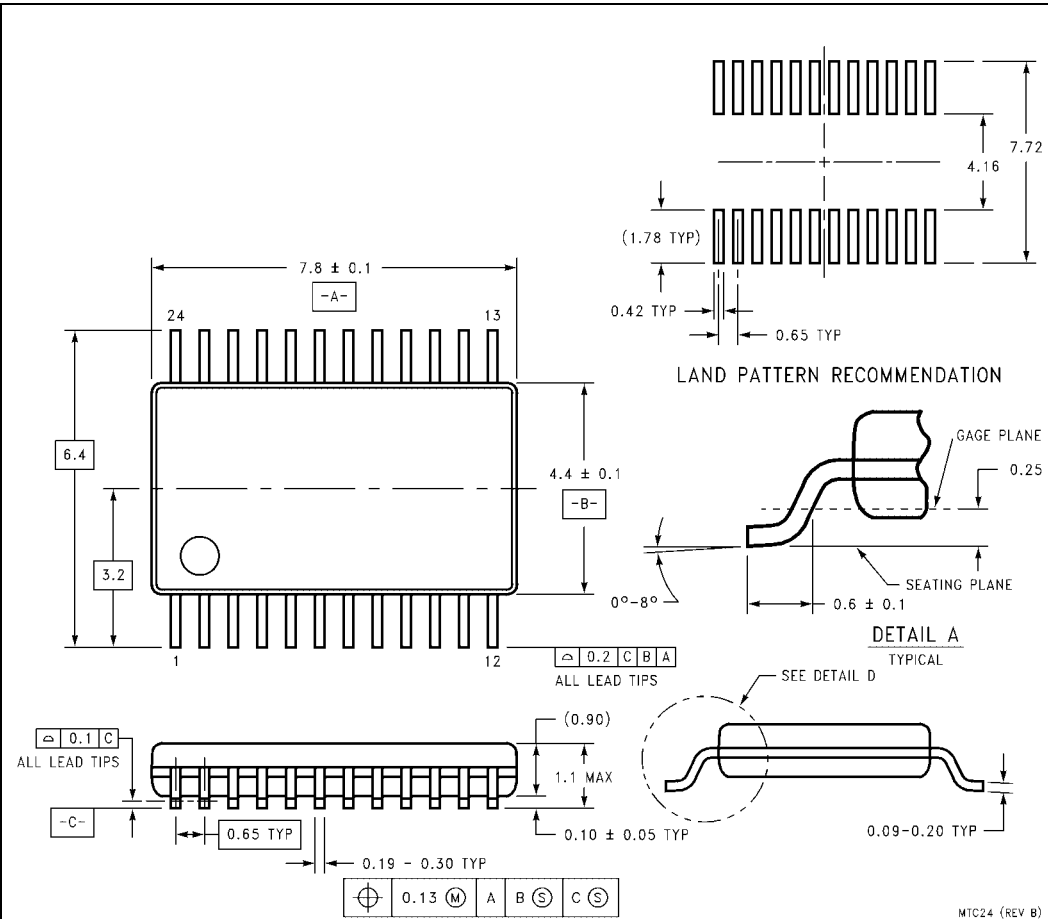 7.72
4.16
(1.78 TYP)
0.42 TYP
0.65 TYP
LAND PATTERN RECOMMENDATION
7.8 ± 0.1
-A-
24
13
6.4
3.2
4.4 ± 0.1
-B-
1
12
⌓ 0.2 C B A
ALL LEAD TIPS
GAGE PLANE
0.25
SEATING PLANE
0°-8°
0.6 ± 0.1
DETAIL A
TYPICAL
SEE DETAIL D
0.09-0.20 TYP
⌓ 0.1 C
ALL LEAD TIPS
-C-
(0.90)
1.1 MAX
0.65 TYP
0.10 ± 0.05 TYP
0.19 - 0.30 TYP
⌖ 0.13 Ⓜ A B Ⓢ C Ⓢ
MTC24 (REV B)